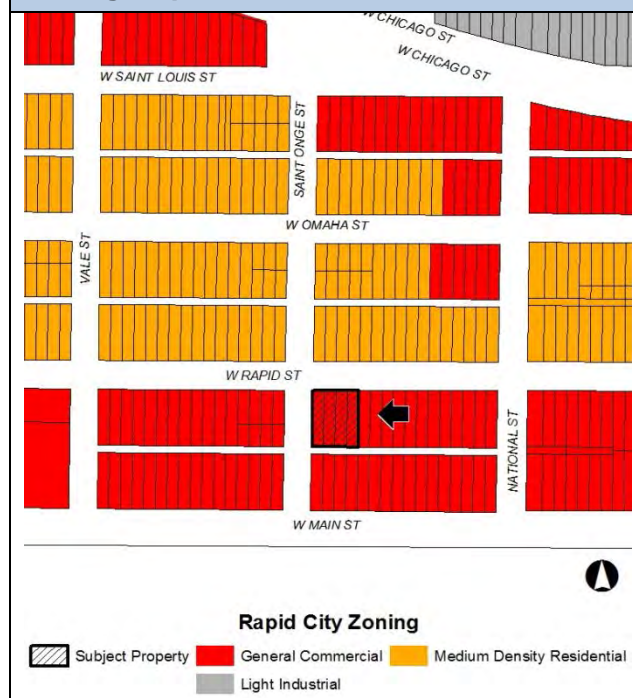 W CHICAGO ST
W CHICAGO ST
W SAINT LOUIS ST
SAINT ONGE ST
W OMAHA ST
VALE ST
W RAPID ST
NATIONAL ST
W MAIN ST
Rapid City Zoning
Subject Property General Commercial Medium Density Residential
Light Industrial